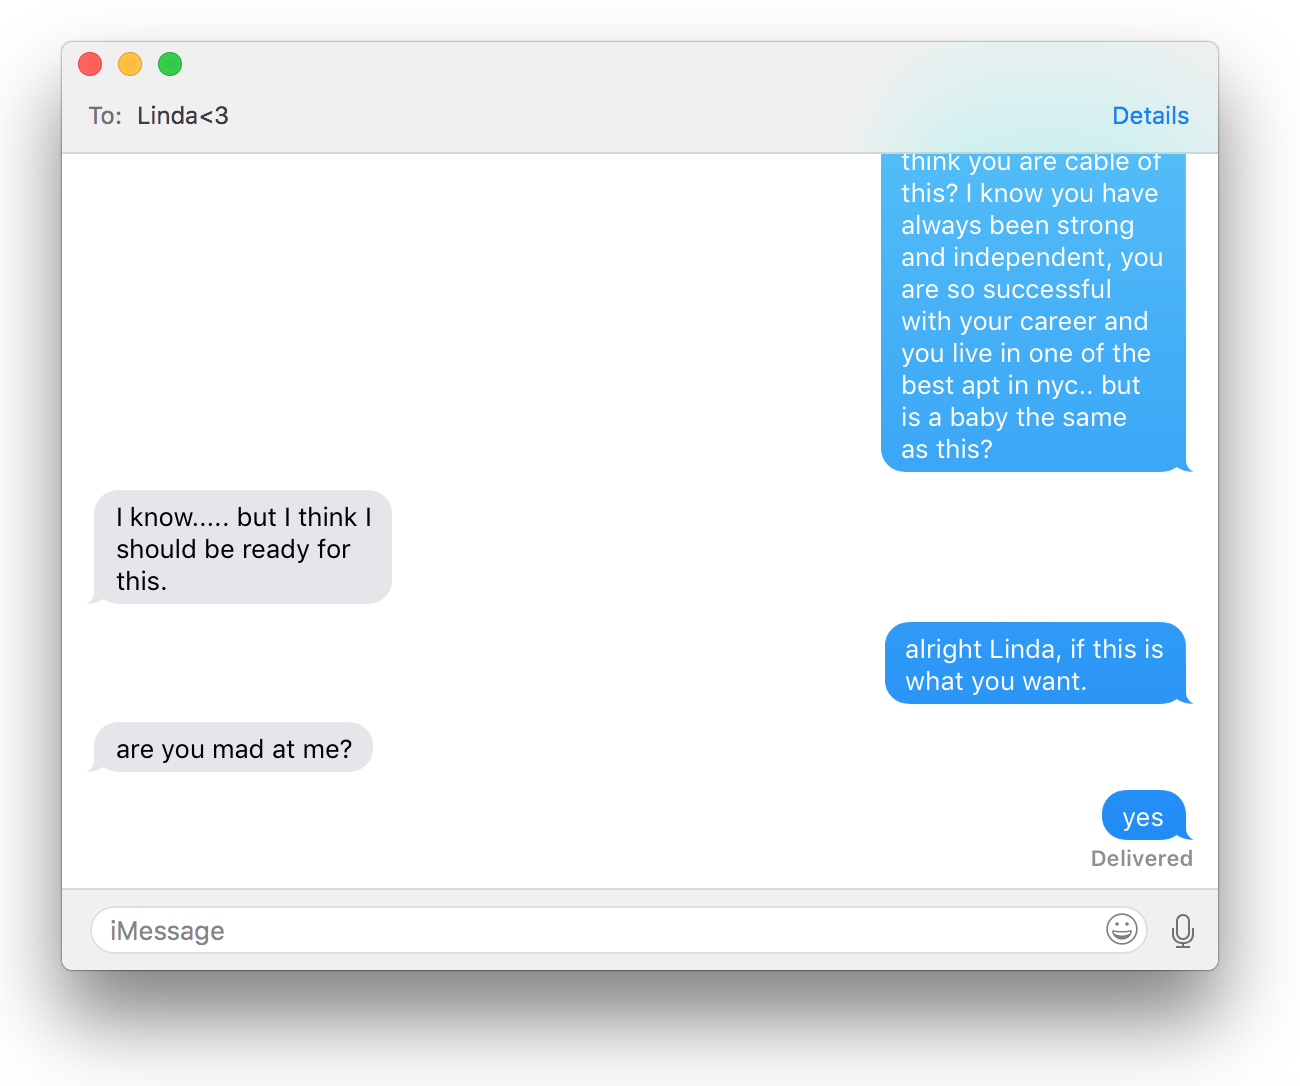 To: Linda<3
Details
think you are cable of
this? I know you have
always been strong
and independent, you
are so successful
with your career and
you live in one of the
best apt in nyc.. but
is a baby the same
as this?
I know..... but I think I
should be ready for
this.
alright Linda, if this is
what you want.
are you mad at me?
yes
Delivered
iMessage